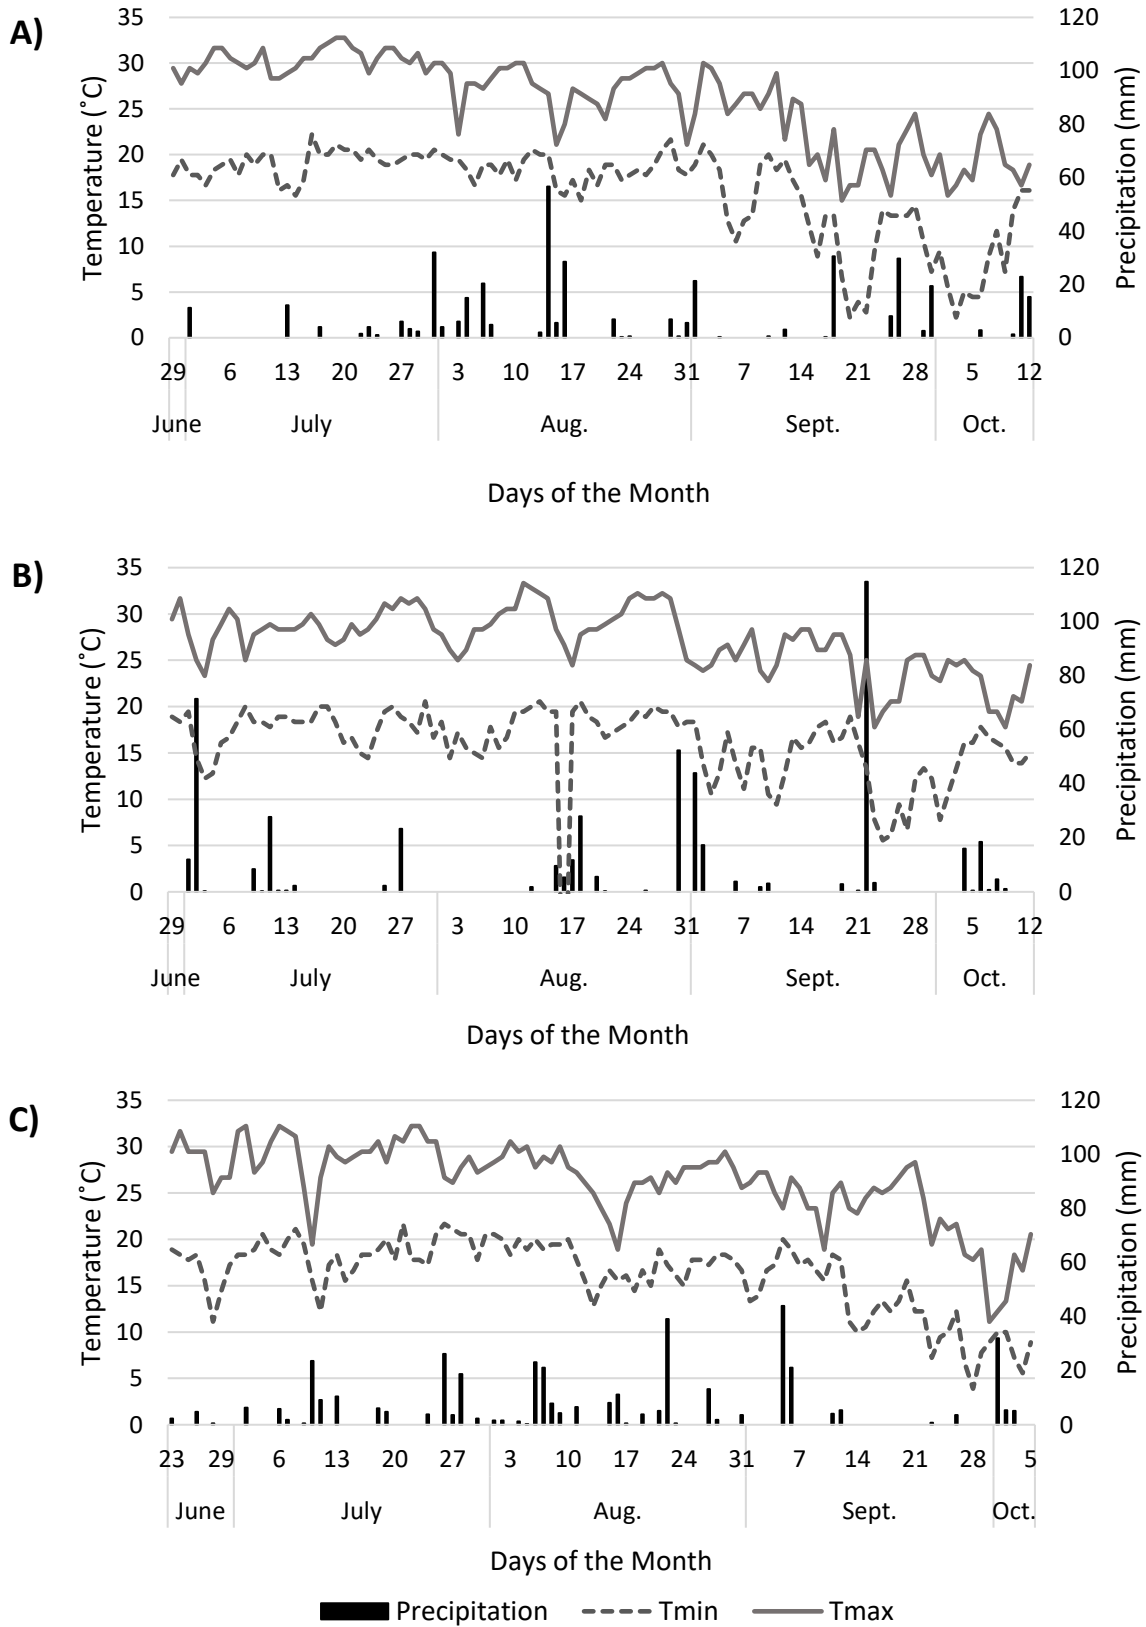 A)
35 30 25 20 15 10 5 0
Temperature (˚C)
120 100 80 60 40 20 0
Precipitation (mm)
29 6 13 20 27 3 10 17 24 31 7 14 21 28 5 12
June July Aug. Sept. Oct.
Days of the Month
B)
35 30 25 20 15 10 5 0
Temperature (˚C)
120 100 80 60 40 20 0
Precipitation (mm)
29 6 13 20 27 3 10 17 24 31 7 14 21 28 5 12
June July Aug. Sept. Oct.
Days of the Month
C)
35 30 25 20 15 10 5 0
Temperature (˚C)
120 100 80 60 40 20 0
Precipitation (mm)
23 29 6 13 20 27 3 10 17 24 31 7 14 21 28 5
June July Aug. Sept. Oct.
Days of the Month
Precipitation Tmin Tmax